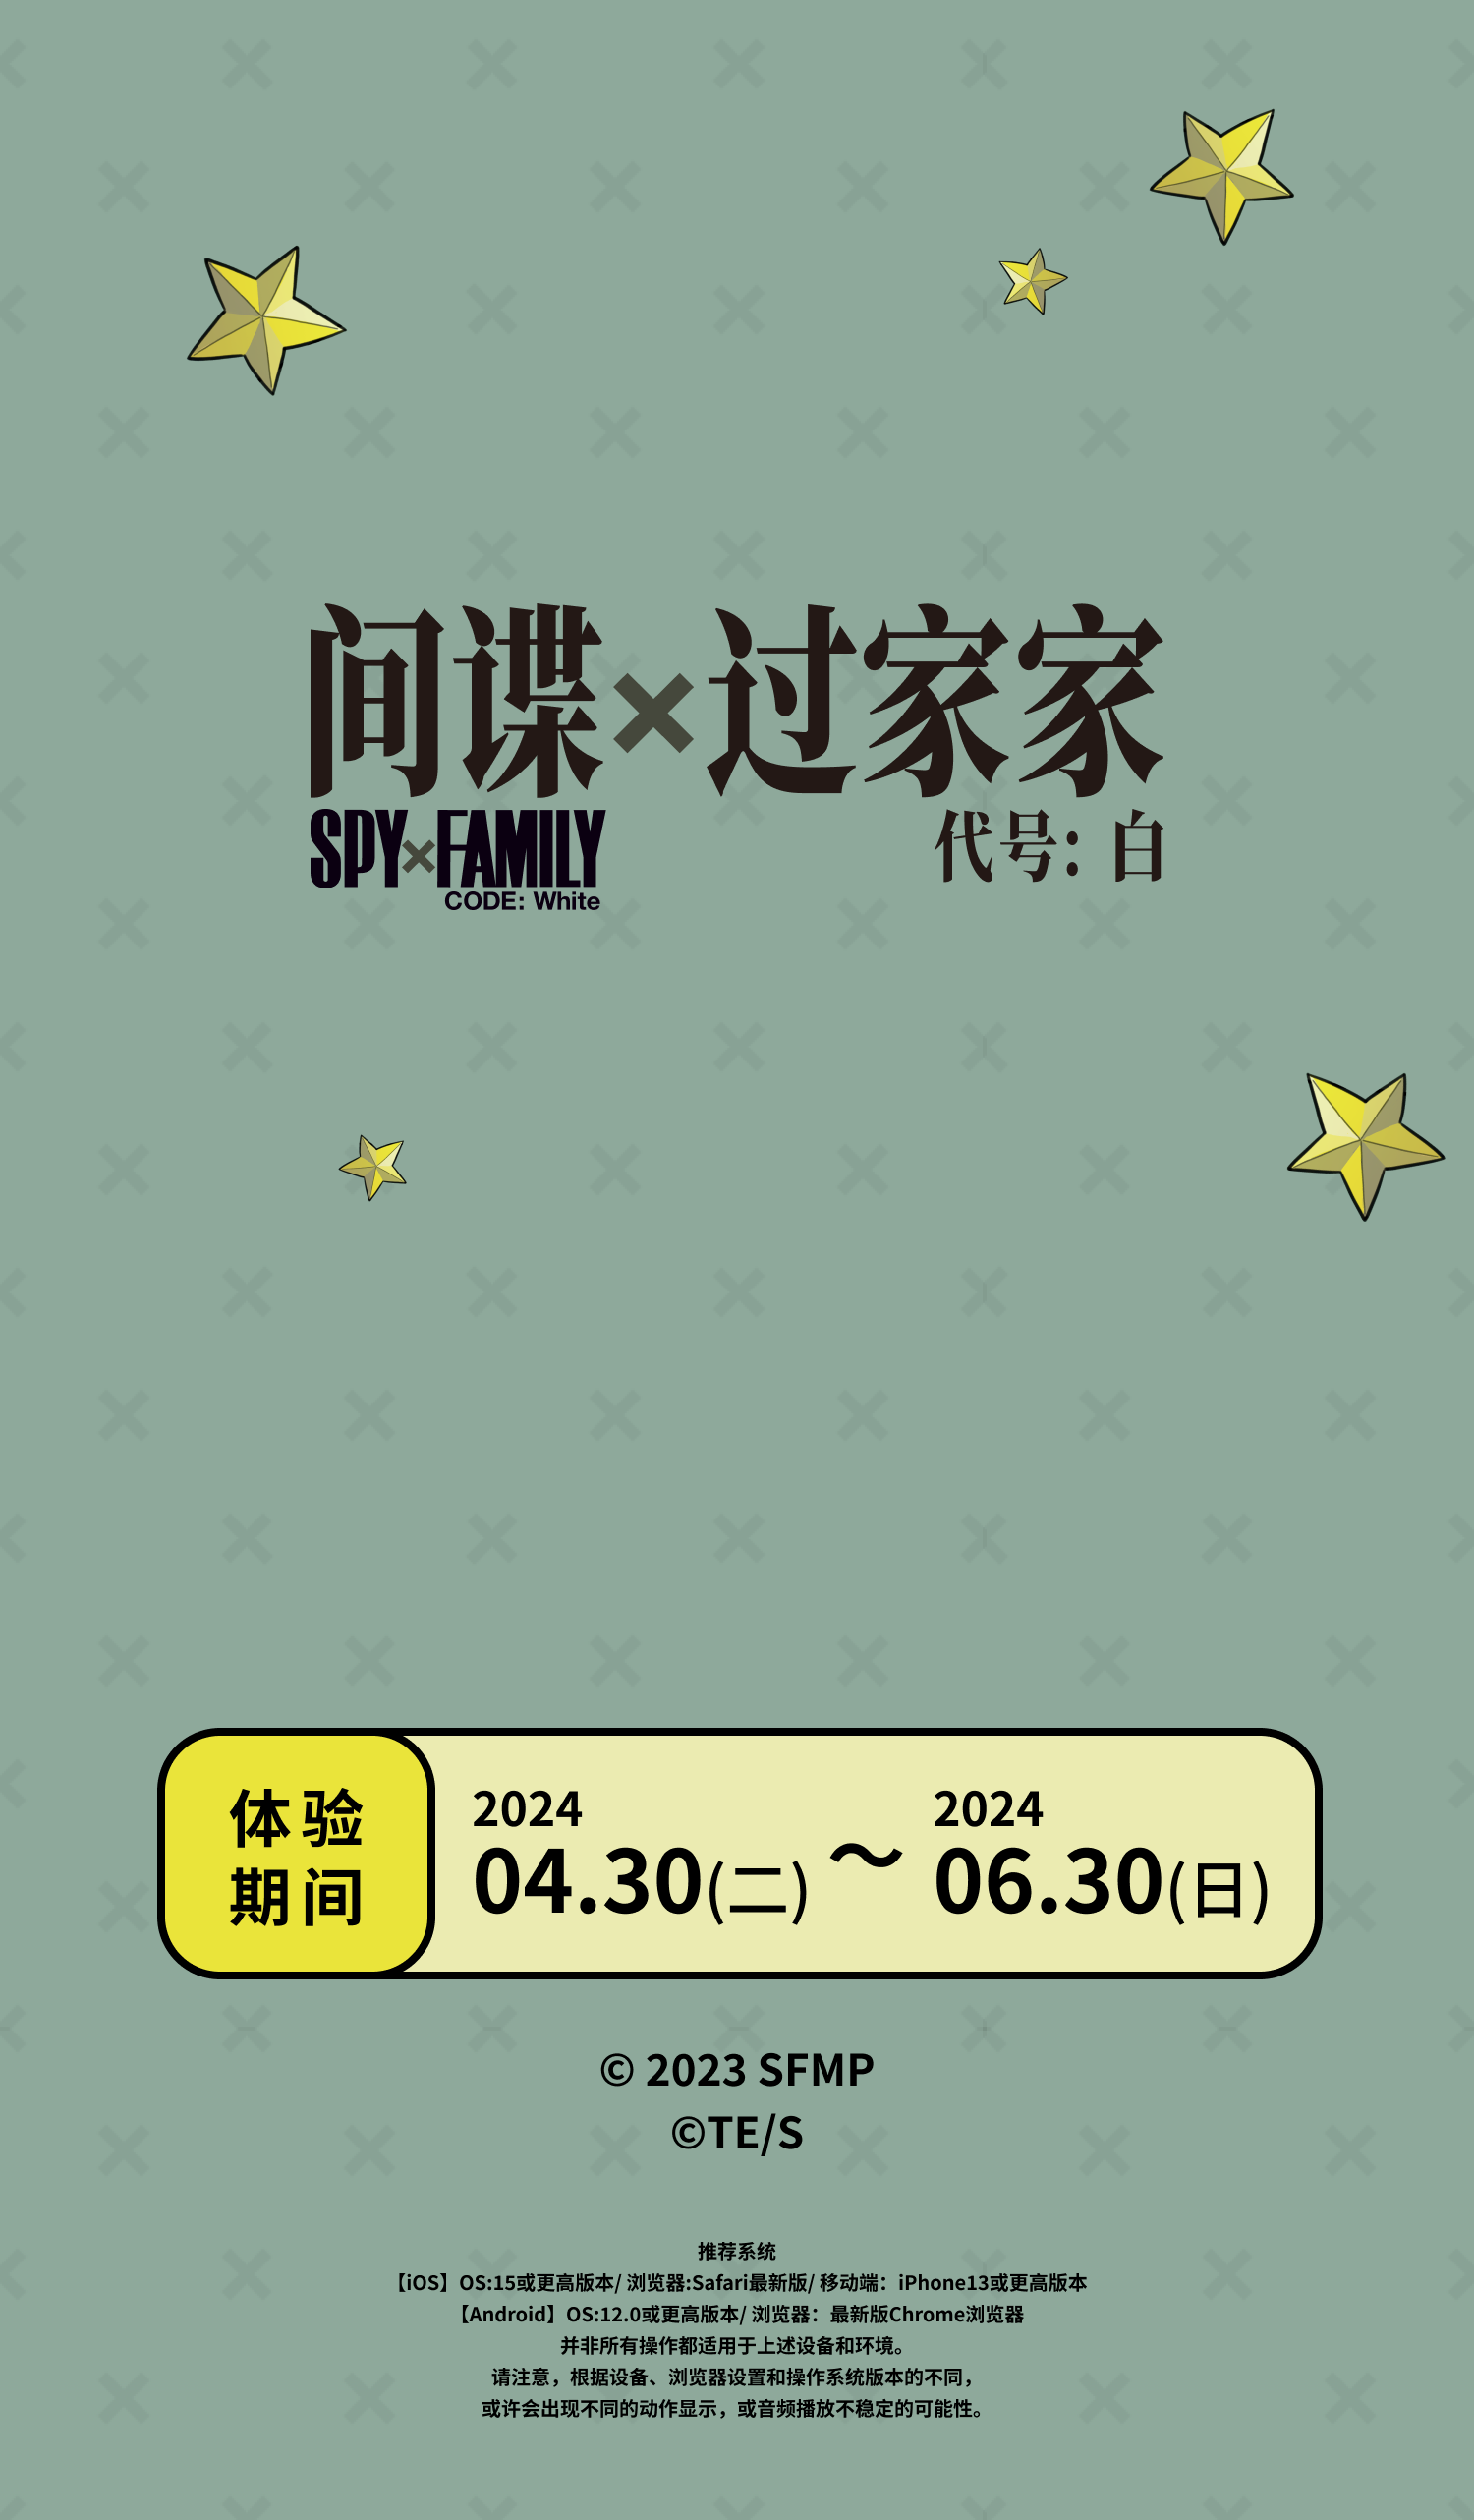 间谍×过家家
SPY×FAMILY
CODE: White
代号：白
体验
期间
2024
04.30(二)
～
2024
06.30(日)
© 2023 SFMP
©TE/S
推荐系统
【iOS】OS:15或更高版本/ 浏览器:Safari最新版/ 移动端：iPhone13或更高版本
【Android】OS:12.0或更高版本/ 浏览器：最新版Chrome浏览器
并非所有操作都适用于上述设备和环境。
请注意，根据设备、浏览器设置和操作系统版本的不同，
或许会出现不同的动作显示，或音频播放不稳定的可能性。